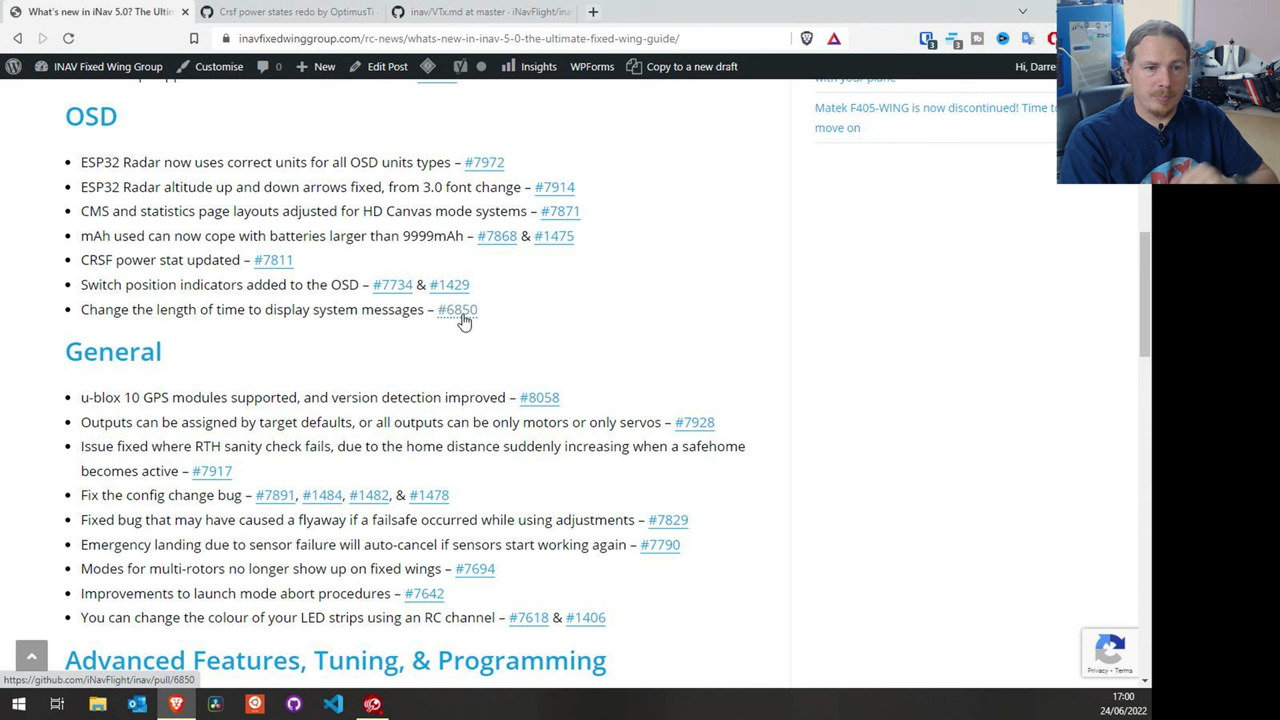 What's new in iNav 5.0? The Ultim
Crsf power states redo by OptimusTi
inav/VTx.md at master · iNavFlight/ina
inavfixedwinggroup.com/rc-news/whats-new-in-inav-5-0-the-ultimate-fixed-wing-guide/
INAV Fixed Wing Group
Customise
0
New
Edit Post
Insights
WPForms
Copy to a new draft
Hi, Darre
with your plane
Matek F405-WING is now discontinued! Time to
move on
OSD
ESP32 Radar now uses correct units for all OSD units types – #7972
ESP32 Radar altitude up and down arrows fixed, from 3.0 font change – #7914
CMS and statistics page layouts adjusted for HD Canvas mode systems – #7871
mAh used can now cope with batteries larger than 9999mAh – #7868 & #1475
CRSF power stat updated – #7811
Switch position indicators added to the OSD – #7734 & #1429
Change the length of time to display system messages – #6850
General
u-blox 10 GPS modules supported, and version detection improved – #8058
Outputs can be assigned by target defaults, or all outputs can be only motors or only servos – #7928
Issue fixed where RTH sanity check fails, due to the home distance suddenly increasing when a safehome
becomes active – #7917
Fix the config change bug – #7891, #1484, #1482, & #1478
Fixed bug that may have caused a flyaway if a failsafe occurred while using adjustments – #7829
Emergency landing due to sensor failure will auto-cancel if sensors start working again – #7790
Modes for multi-rotors no longer show up on fixed wings – #7694
Improvements to launch mode abort procedures – #7642
You can change the colour of your LED strips using an RC channel – #7618 & #1406
Advanced Features, Tuning, & Programming
Privacy - Terms
https://github.com/iNavFlight/inav/pull/6850
17:00
24/06/2022